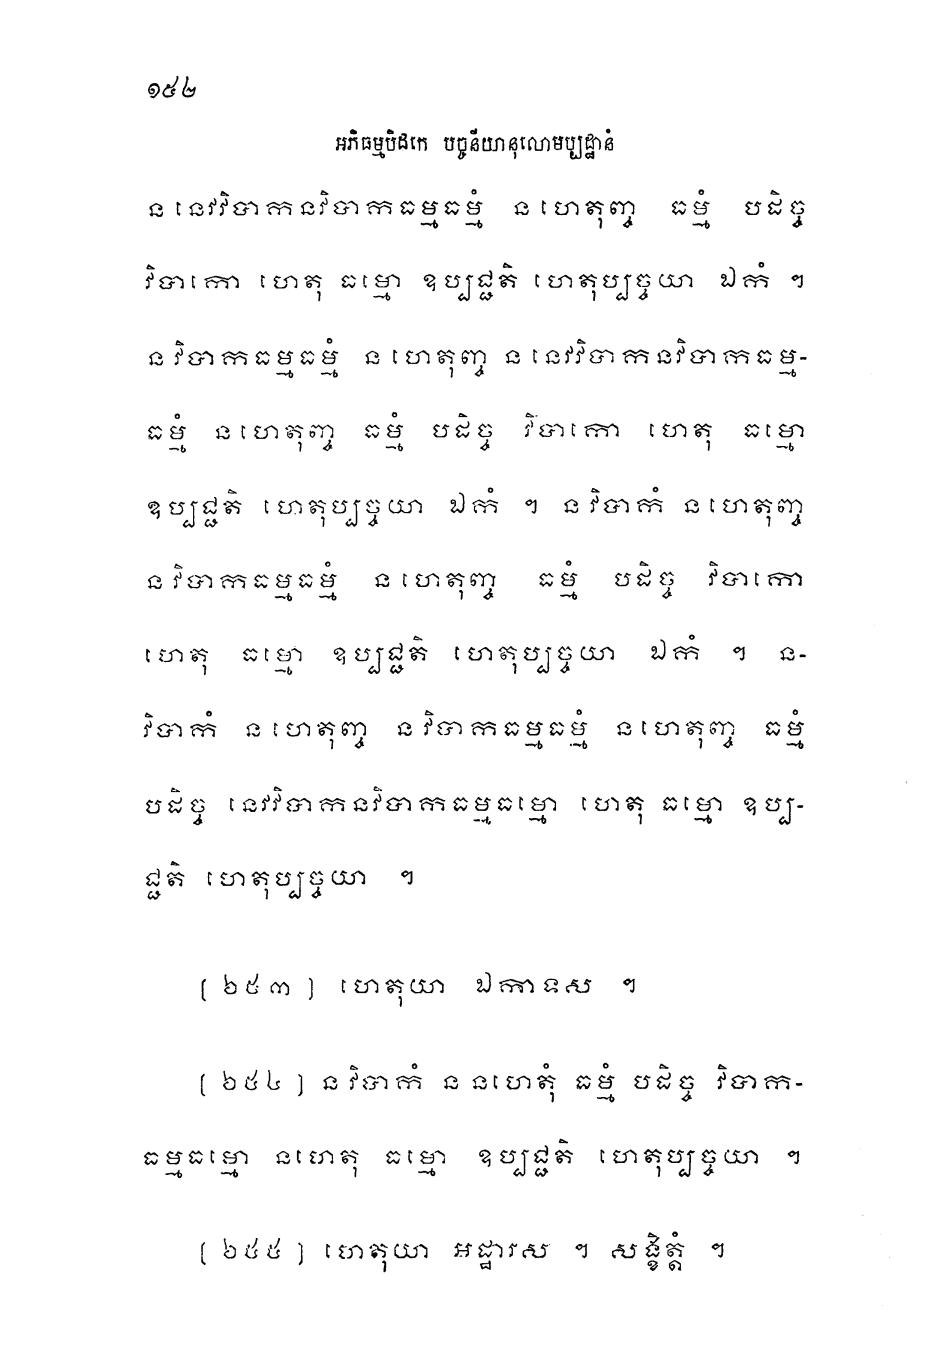 ១៥២
អភិធម្មបិដកេ បច្ចនីយានុលោមប្បដ្ឋានំ
ននេវវិបាកនវិបាកធម្មធម្មំ នហេតុញ្ច ធម្មំ បដិច្ច
វិបាកោ ហេតុ ធម្មោ ឧប្បជ្ជតិ ហេតុប្បច្ចយា ឯកំ ។
នវិបាកធម្មធម្មំ នហេតុញ្ច ននេវវិបាកនវិបាកធម្ម-
ធម្មំ នហេតុញ្ច ធម្មំ បដិច្ច វិបាកោ ហេតុ ធម្មោ
ឧប្បជ្ជតិ ហេតុប្បច្ចយា ឯកំ ។ នវិបាកំ នហេតុញ្ច
នវិបាកធម្មធម្មំ នហេតុញ្ច ធម្មំ បដិច្ច វិបាកោ
ហេតុ ធម្មោ ឧប្បជ្ជតិ ហេតុប្បច្ចយា ឯកំ ។ ន-
វិបាកំ នហេតុញ្ច នវិបាកធម្មធម្មំ នហេតុញ្ច ធម្មំ
បដិច្ច នេវវិបាកនវិបាកធម្មធម្មោ ហេតុ ធម្មោ ឧប្ប-
ជ្ជតិ ហេតុប្បច្ចយា ។
[ ៦៥៣ ] ហេតុយា ឯកាទស ។
[ ៦៥៤ ] នវិបាកំ ននហេតុំ ធម្មំ បដិច្ច វិបាក-
ធម្មធម្មោ នហេតុ ធម្មោ ឧប្បជ្ជតិ ហេតុប្បច្ចយា ។
[ ៦៥៥ ] ហេតុយា អដ្ឋារស ។ សង្ខិត្តំ ។